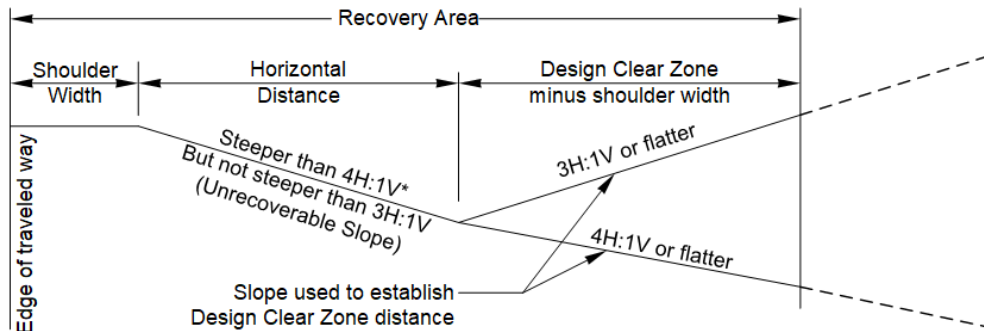 Recovery Area
Shoulder
Width
Horizontal
Distance
Design Clear Zone
minus shoulder width
Edge of traveled way
Steeper than 4H:1V*
But not steeper than 3H:1V
(Unrecoverable Slope)
3H:1V or flatter
4H:1V or flatter
Slope used to establish
Design Clear Zone distance